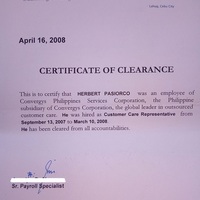 April 16, 2008
CERTIFICATE OF CLEARANCE
This is to certify that HERBERT PASIORCO was an employee of
Convergys Philippines Services Corporation, the Philippine
subsidiary of Convergys Corporation, the global leader in outsourced
customer care. He was hired as Customer Care Representative from
September 13, 2007 to March 10, 2008
He has been cleared from all accountabilities.
Sr. Payroll Specialist